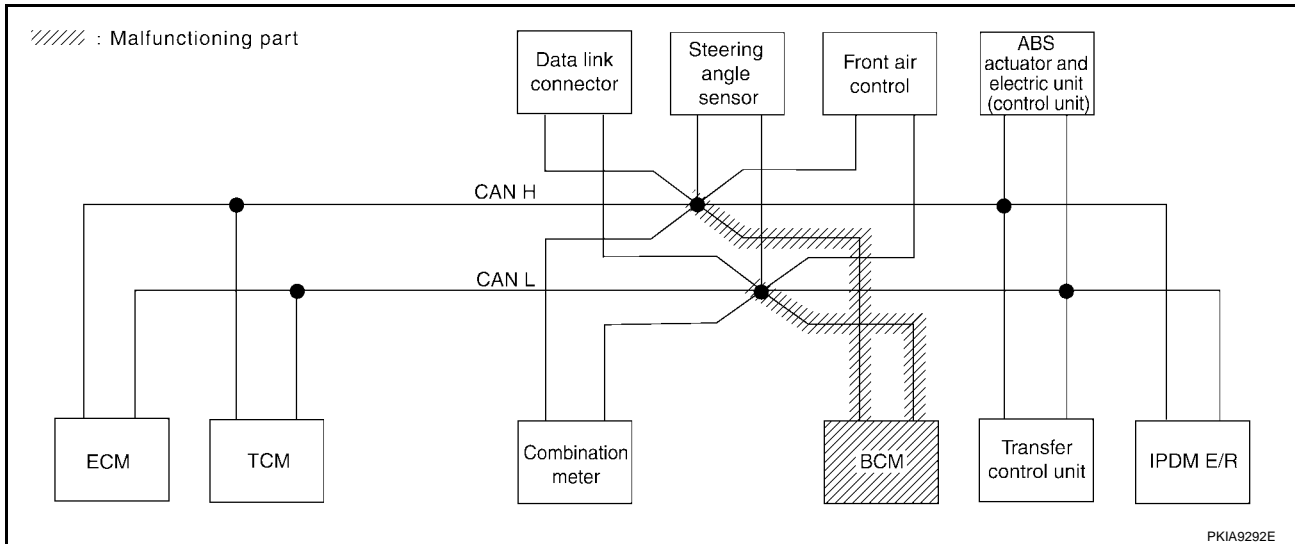 : Malfunctioning part
Data link
connector
Steering
angle
sensor
Front air
control
ABS
actuator and
electric unit
(control unit)
CAN H
CAN L
ECM
TCM
Combination
meter
BCM
Transfer
control unit
IPDM E/R
PKIA9292E